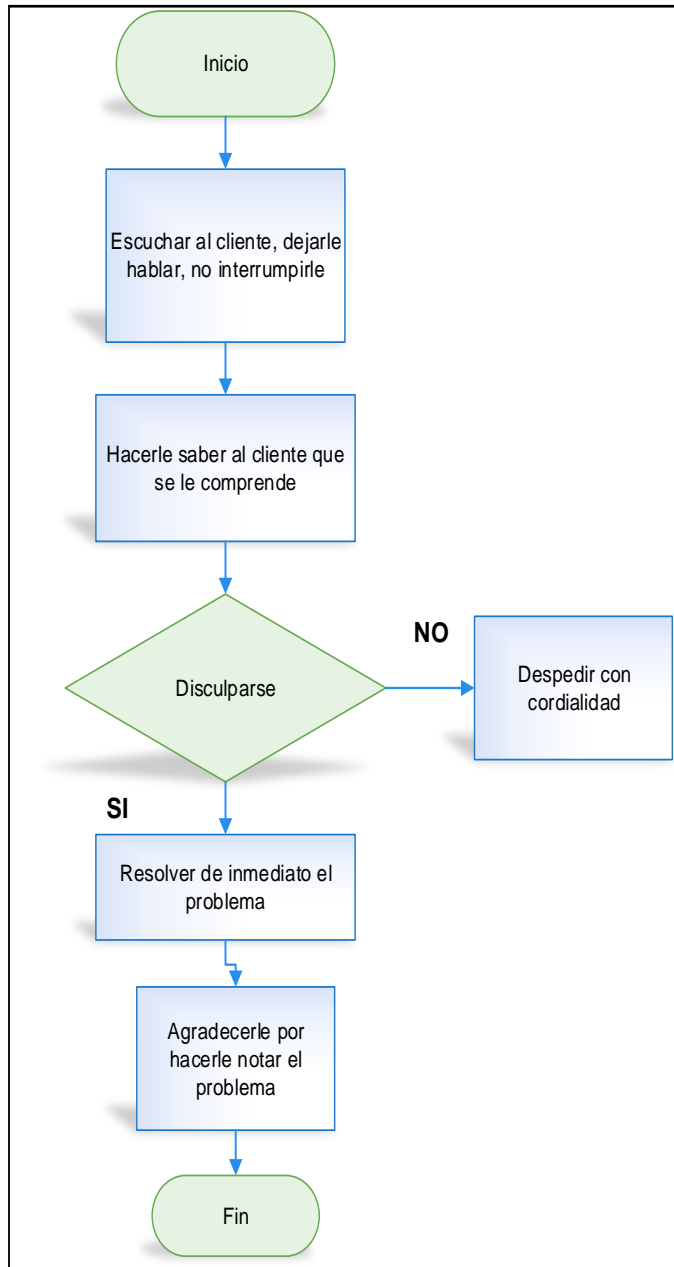 Inicio
Escuchar al cliente, dejarle
hablar, no interrumpirle
Hacerle saber al cliente que
se le comprende
Disculparse
NO
Despedir con
cordialidad
SI
Resolver de inmediato el
problema
Agradecerle por
hacerle notar el
problema
Fin